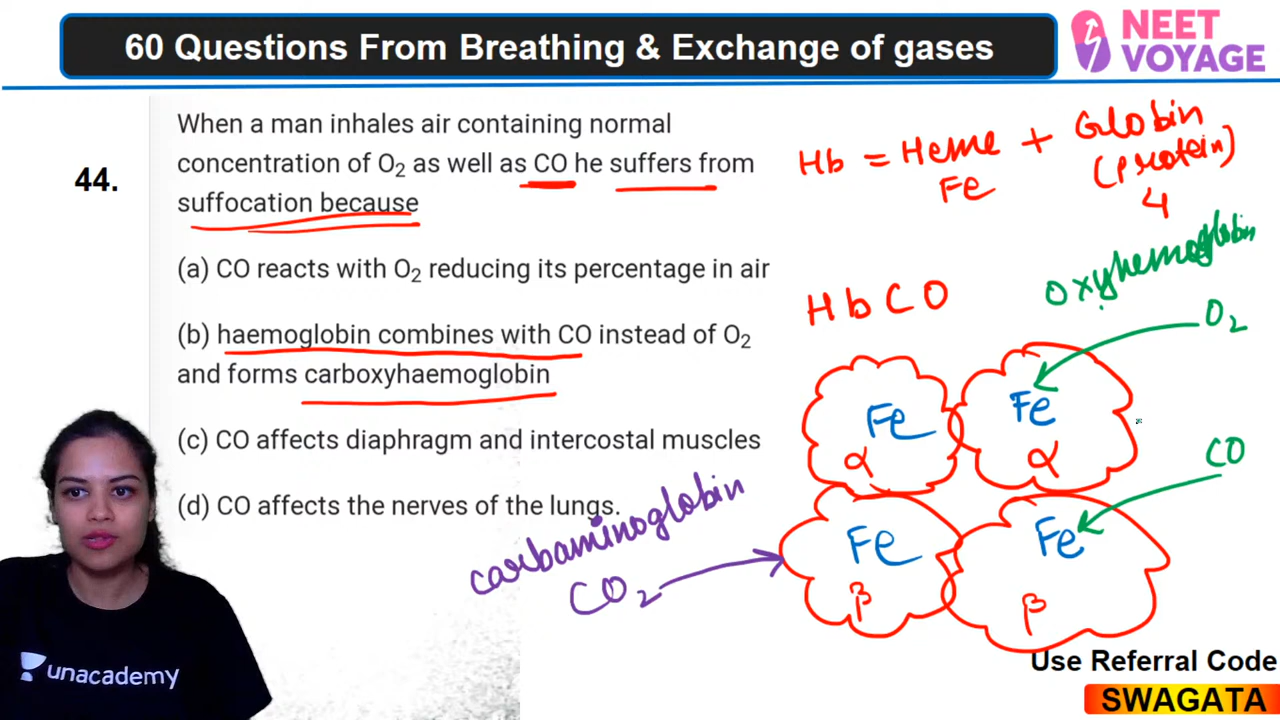 60 Questions From Breathing & Exchange of gases
NEET
VOYAGE
44.
When a man inhales air containing normal
concentration of O₂ as well as CO he suffers from
suffocation because
(a) CO reacts with O₂ reducing its percentage in air
(b) haemoglobin combines with CO instead of O₂
and forms carboxyhaemoglobin
(c) CO affects diaphragm and intercostal muscles
(d) CO affects the nerves of the lungs.
Hb = Heme + Globin
Fe (Protein)
4
Oxyhemoglobin
HbCO
O₂
Fe Fe
α α
CO
carbaminoglobin
CO₂
Fe Fe
β β
unacademy
Use Referral Code
SWAGATA